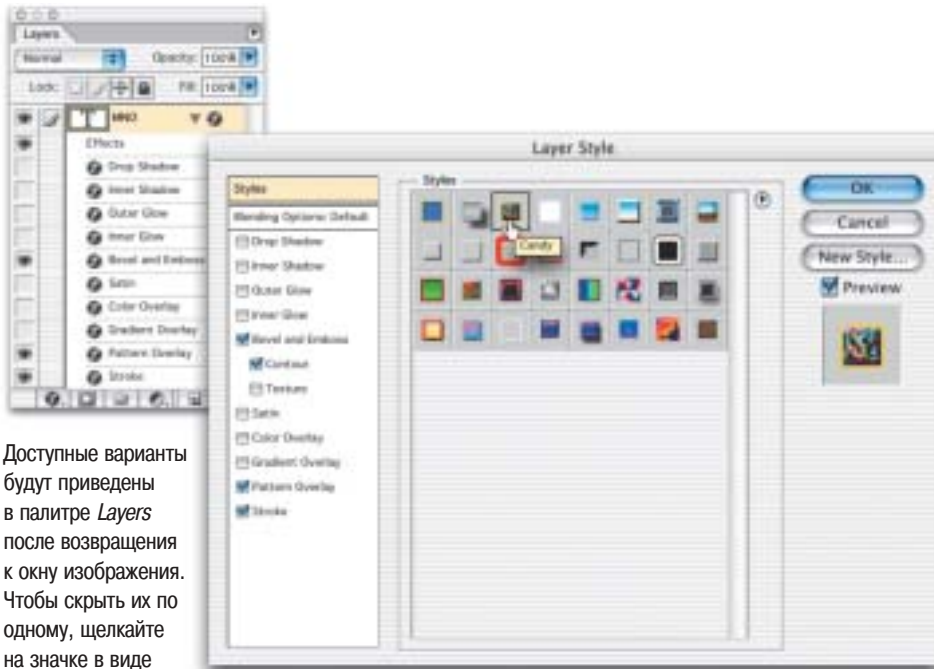 Layers
Normal
Opacity: 100%
Lock:
Fill: 100%
Effects
Drop Shadow
Inner Shadow
Outer Glow
Inner Glow
Bevel and Emboss
Satin
Color Overlay
Gradient Overlay
Pattern Overlay
Stroke
Layer Style
Styles
Blending Options: Default
Drop Shadow
Inner Shadow
Outer Glow
Inner Glow
Bevel and Emboss
Contour
Texture
Satin
Color Overlay
Gradient Overlay
Pattern Overlay
Stroke
Styles
Candy
OK
Cancel
New Style...
Preview
Доступные варианты
будут приведены
в палитре Layers
после возвращения
к окну изображения.
Чтобы скрыть их по
одному, щелкайте
на значке в виде